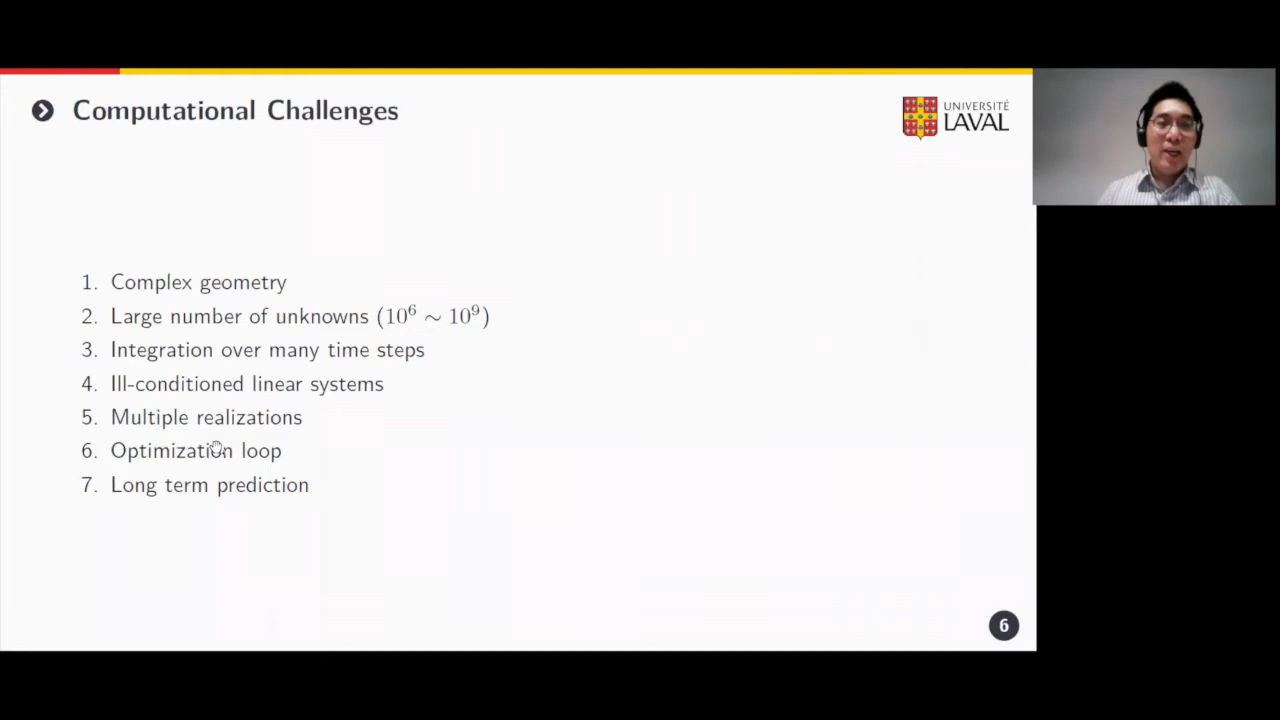 Computational Challenges
UNIVERSITÉ
LAVAL
1. Complex geometry
2. Large number of unknowns (10⁶ ∼ 10⁹)
3. Integration over many time steps
4. Ill-conditioned linear systems
5. Multiple realizations
6. Optimization loop
7. Long term prediction
6